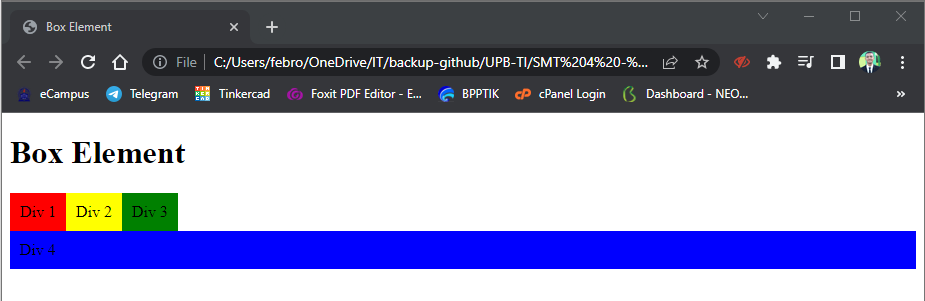 Box Element
File C:/Users/febro/OneDrive/IT/backup-github/UPB-TI/SMT%204%20-%...
eCampus Telegram Tinkercad Foxit PDF Editor - E... BPPTIK cPanel Login Dashboard - NEO...
Box Element
Div 1 Div 2 Div 3
Div 4